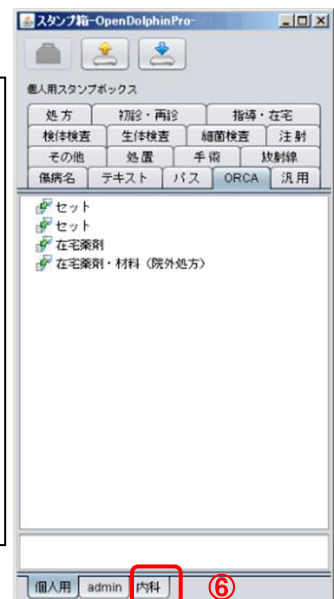 スタンプ箱-OpenDolphinPro-
個人用スタンプボックス
処方 初診・再診 指導・在宅
検体検査 生体検査 細菌検査 注射
その他 処置 手術 放射線
傷病名 テキスト パス ORCA 汎用
セット
セット
在宅薬剤
在宅薬剤・材料（院外処方）
個人用 admin 内科 ⑥